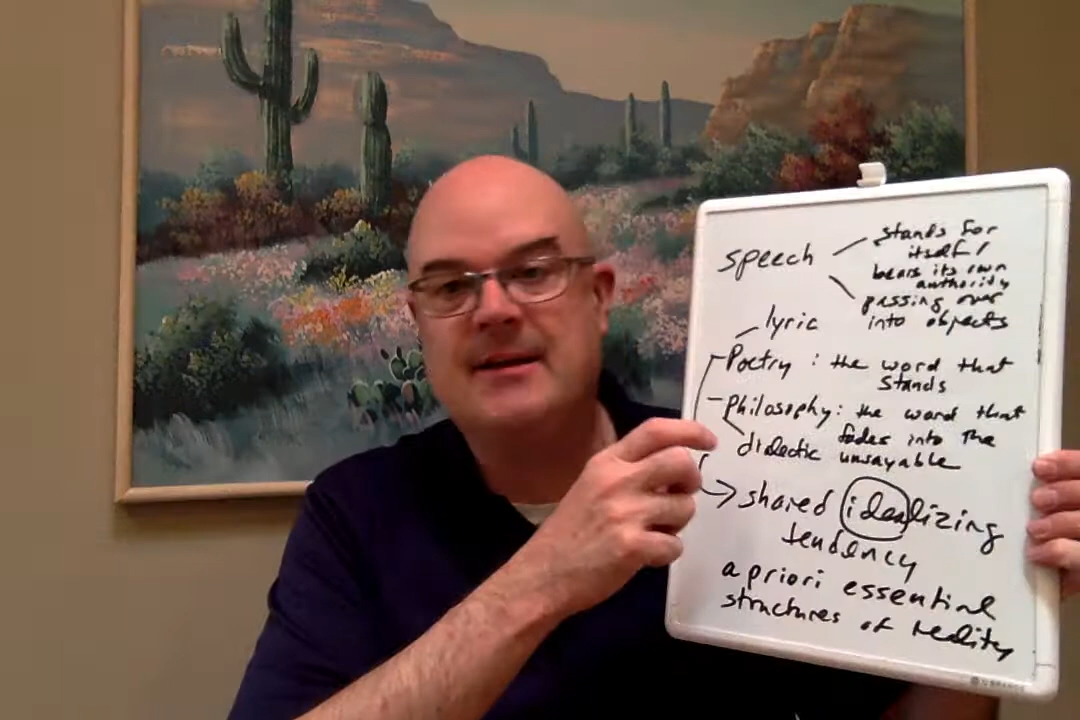 speech
stands for
itself/
bears its own
authority
passing over
into objects
lyric
Poetry: the word that
stands
Philosophy: the word that
fades into the
dialectic unsayable
shared idealizing
tendency
a priori essential
structures of reality